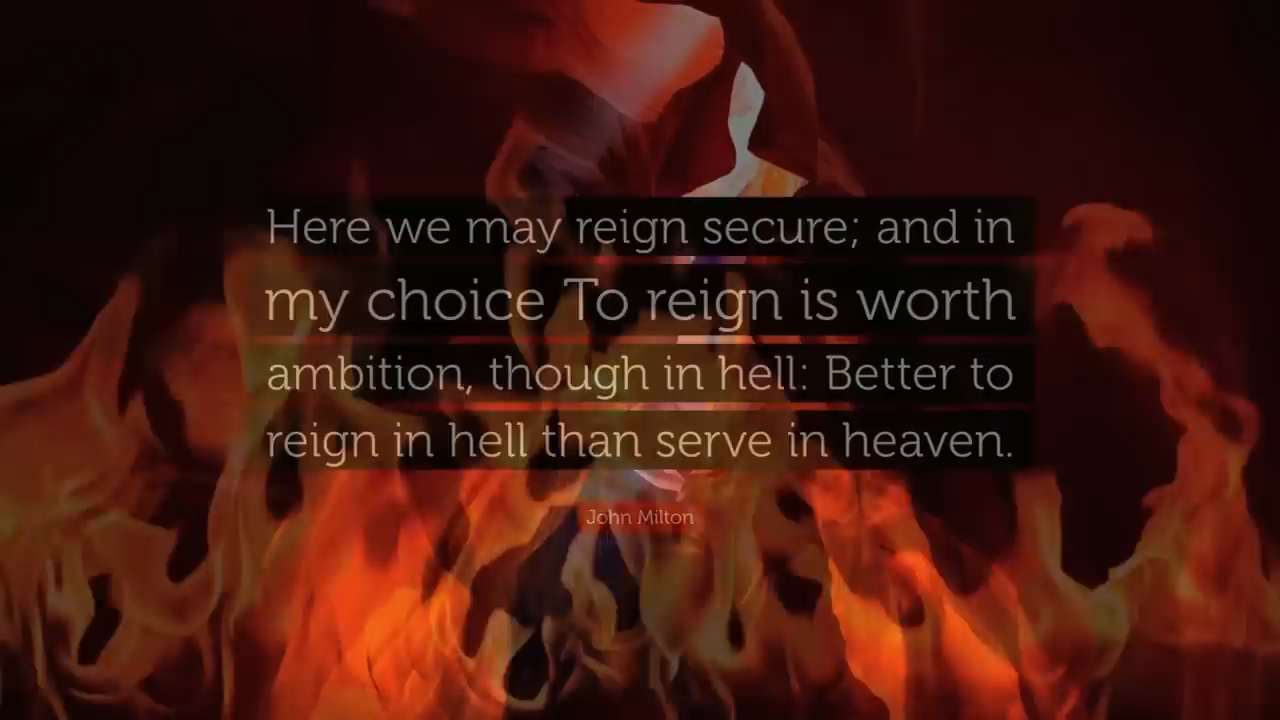 Here we may reign secure; and in
my choice To reign is worth
ambition, though in hell: Better to
reign in hell than serve in heaven.
John Milton